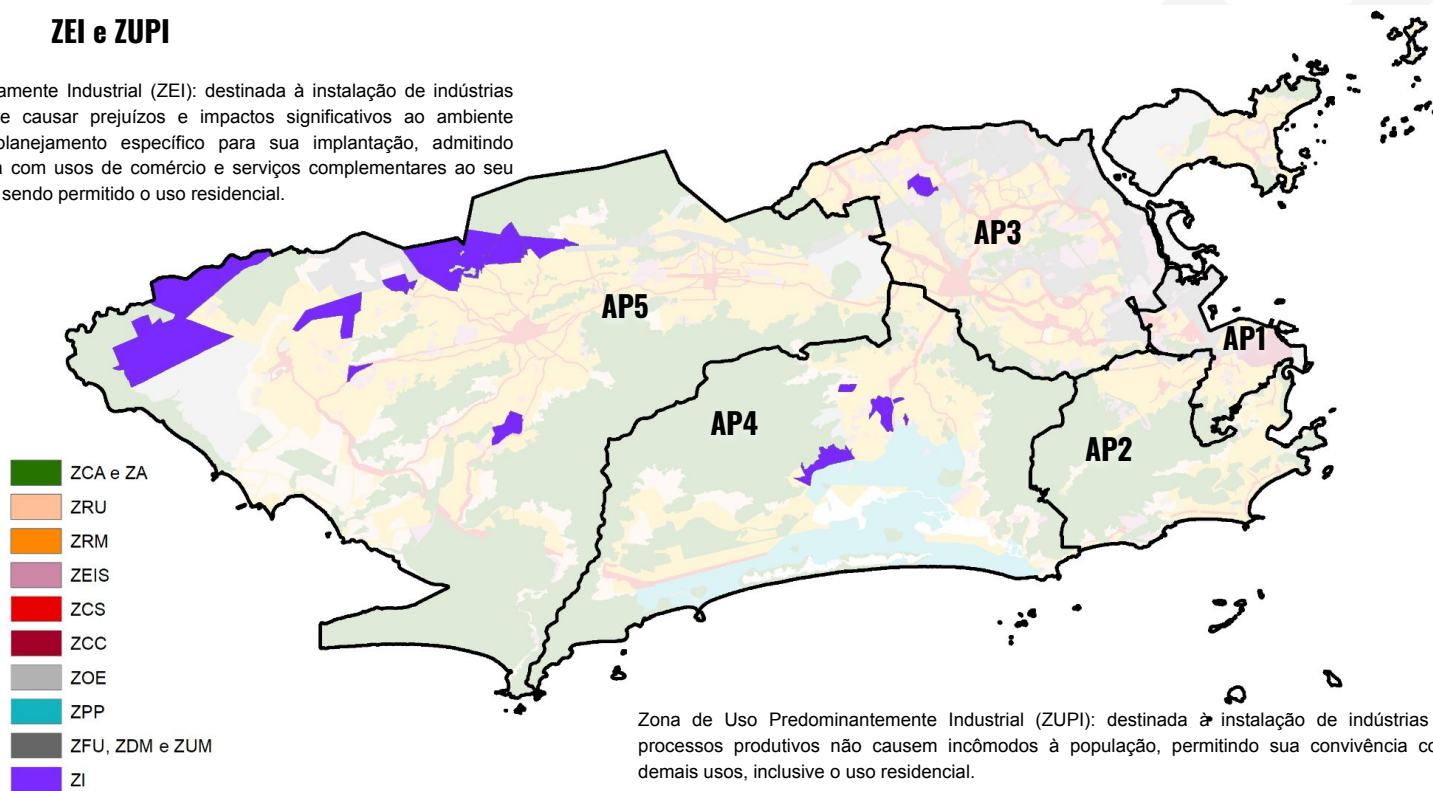 ZEI e ZUPI
amente Industrial (ZEI): destinada à instalação de indústrias
e causar prejuízos e impactos significativos ao ambiente
planejamento específico para sua implantação, admitindo
a com usos de comércio e serviços complementares ao seu
sendo permitido o uso residencial.
AP3
AP5
AP1
AP4
AP2
ZCA e ZA
ZRU
ZRM
ZEIS
ZCS
ZCC
ZOE
ZPP
ZFU, ZDM e ZUM
ZI
Zona de Uso Predominantemente Industrial (ZUPI): destinada à instalação de indústrias
processos produtivos não causem incômodos à população, permitindo sua convivência co
demais usos, inclusive o uso residencial.